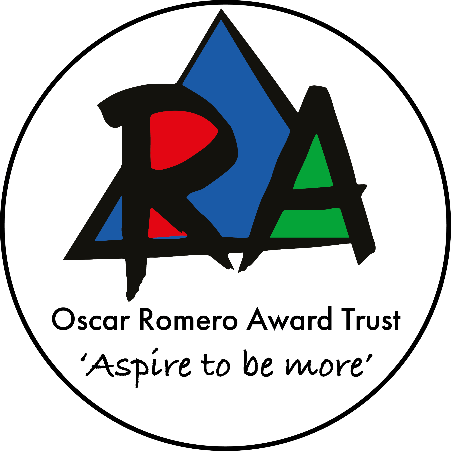 RA
Oscar Romero Award Trust
‘Aspire to be more’